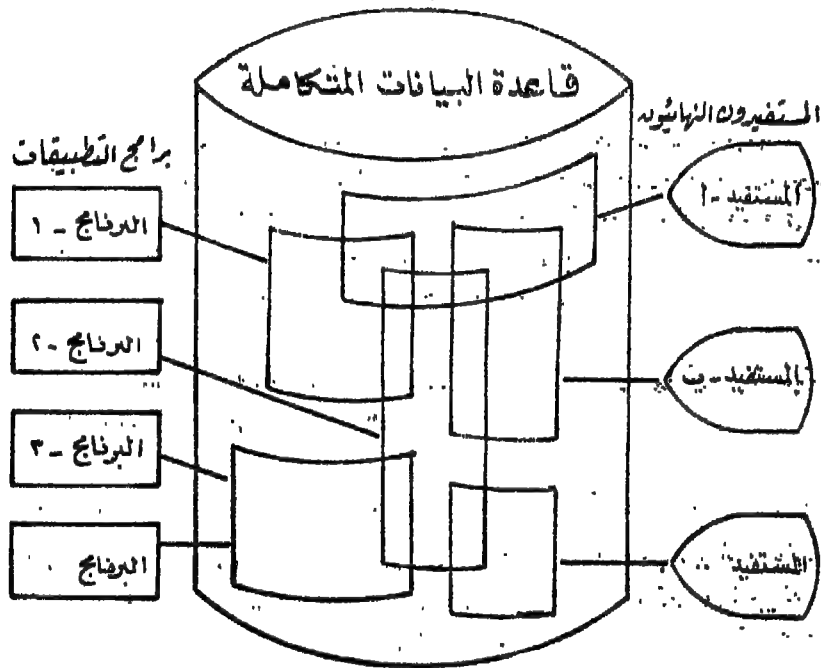 قاعدة البيانات المتكاملة
المستفيدون النهائيون
برامج التطبيقات
المستفيد - ا
البرنامج - ١
البرنامج - ٢
المستفيد - ب
البرنامج - ٣
البرنامج
المستفيد